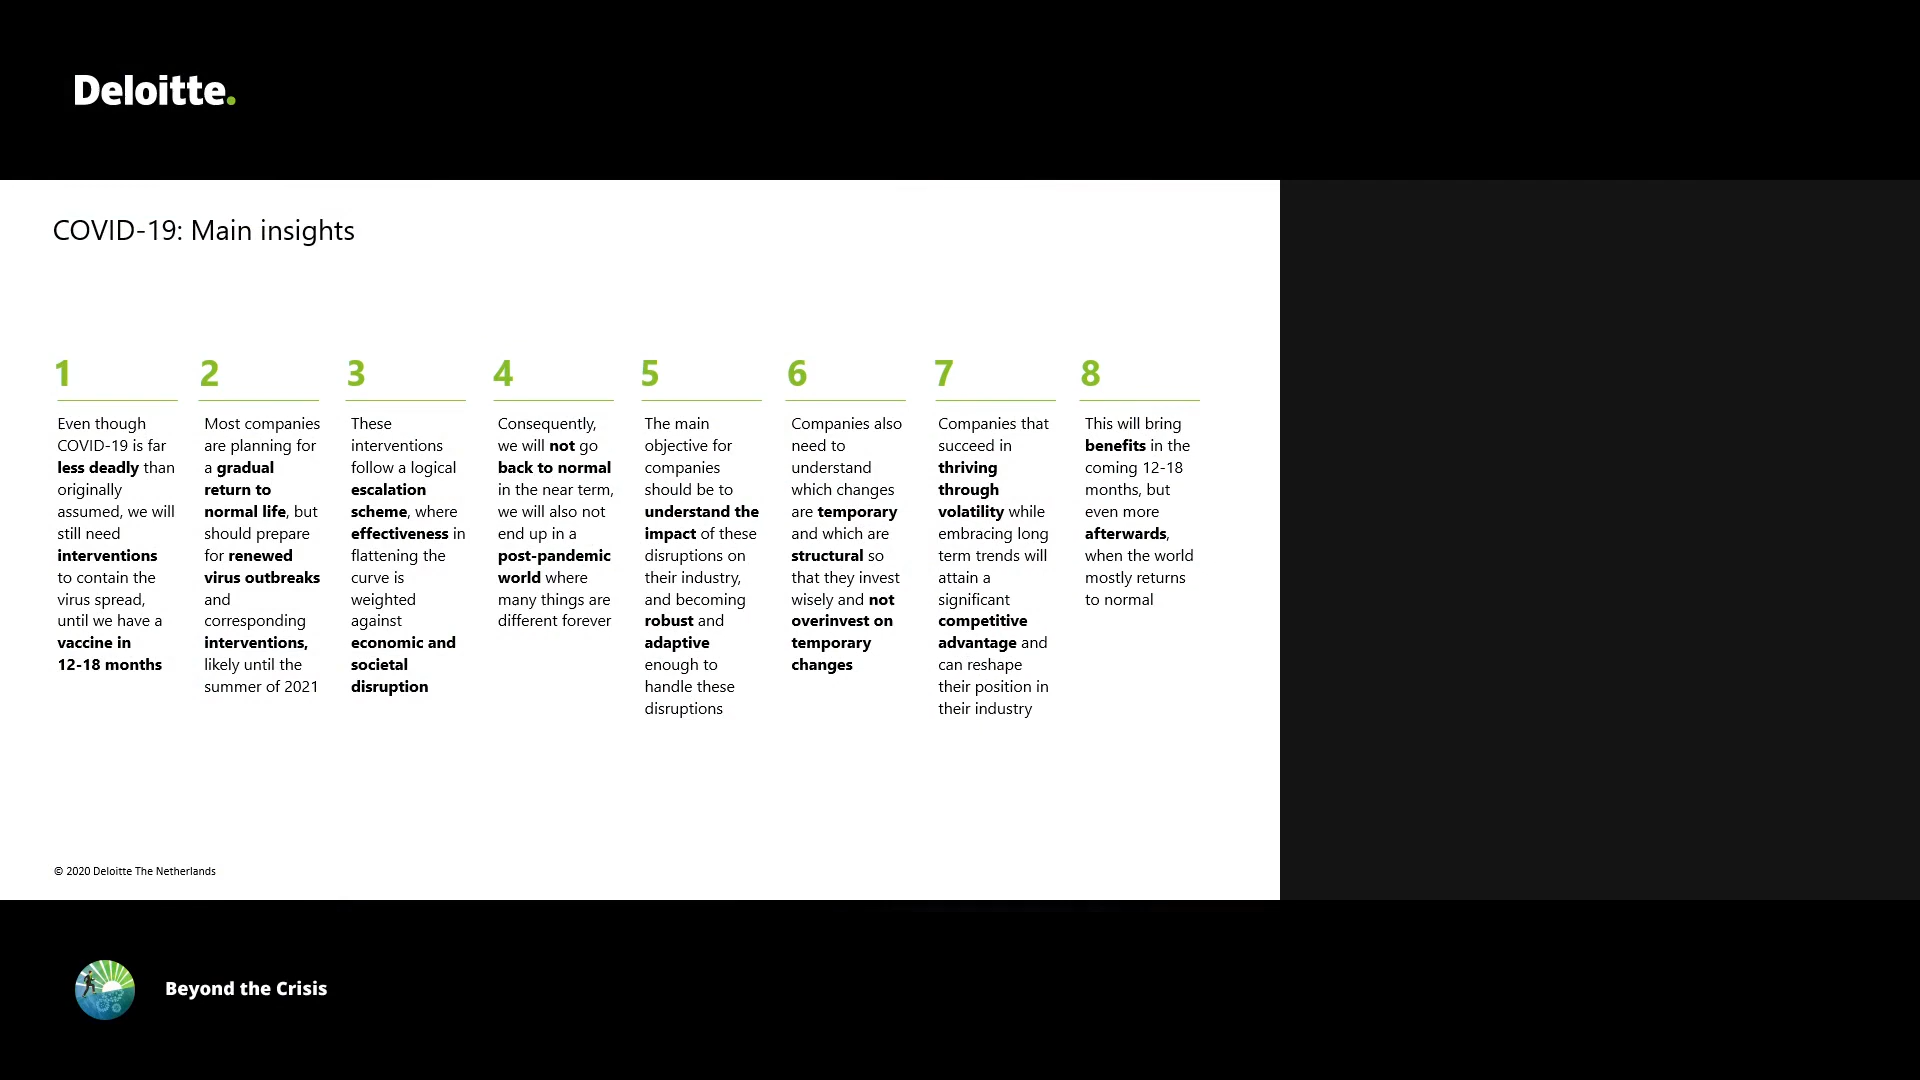 Deloitte.
COVID-19: Main insights
1
Even though
COVID-19 is far
less deadly than
originally
assumed, we will
still need
interventions
to contain the
virus spread,
until we have a
vaccine in
12-18 months
2
Most companies
are planning for
a gradual
return to
normal life, but
should prepare
for renewed
virus outbreaks
and
corresponding
interventions,
likely until the
summer of 2021
3
These
interventions
follow a logical
escalation
scheme, where
effectiveness in
flattening the
curve is
weighted
against
economic and
societal
disruption
4
Consequently,
we will not go
back to normal
in the near term,
we will also not
end up in a
post-pandemic
world where
many things are
different forever
5
The main
objective for
companies
should be to
understand the
impact of these
disruptions on
their industry,
and becoming
robust and
adaptive
enough to
handle these
disruptions
6
Companies also
need to
understand
which changes
are temporary
and which are
structural so
that they invest
wisely and not
overinvest on
temporary
changes
7
Companies that
succeed in
thriving
through
volatility while
embracing long
term trends will
attain a
significant
competitive
advantage and
can reshape
their position in
their industry
8
This will bring
benefits in the
coming 12-18
months, but
even more
afterwards,
when the world
mostly returns
to normal
© 2020 Deloitte The Netherlands
Beyond the Crisis